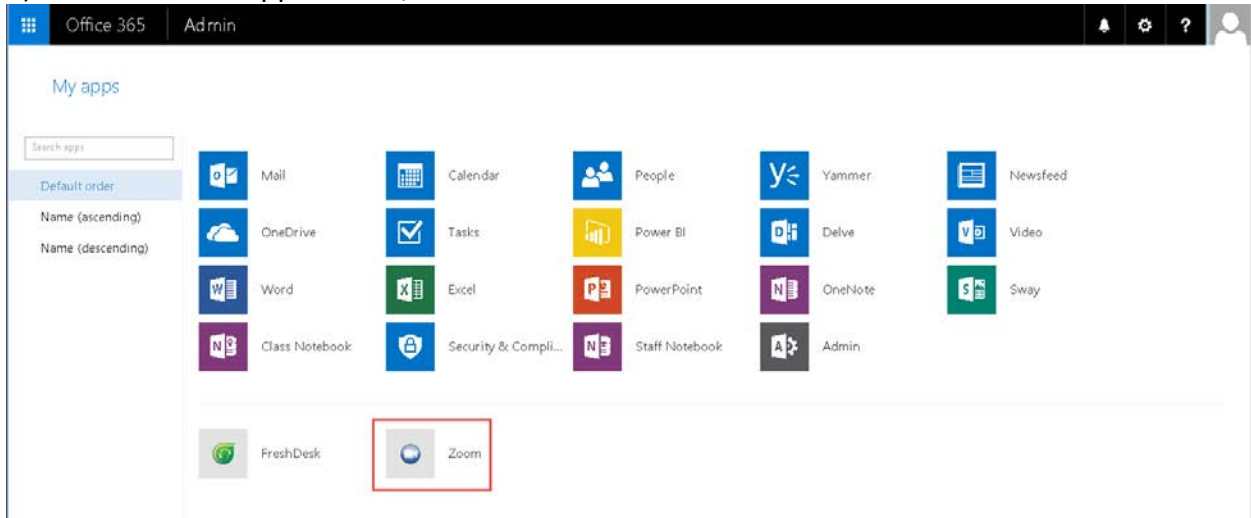 Office 365 Admin ?
My apps
Search apps
Default order
Name (ascending)
Name (descending)
Mail Calendar People Yammer Newsfeed
OneDrive Tasks Power BI Delve Video
Word Excel PowerPoint OneNote Sway
Class Notebook Security & Compli... Staff Notebook Admin
FreshDesk Zoom